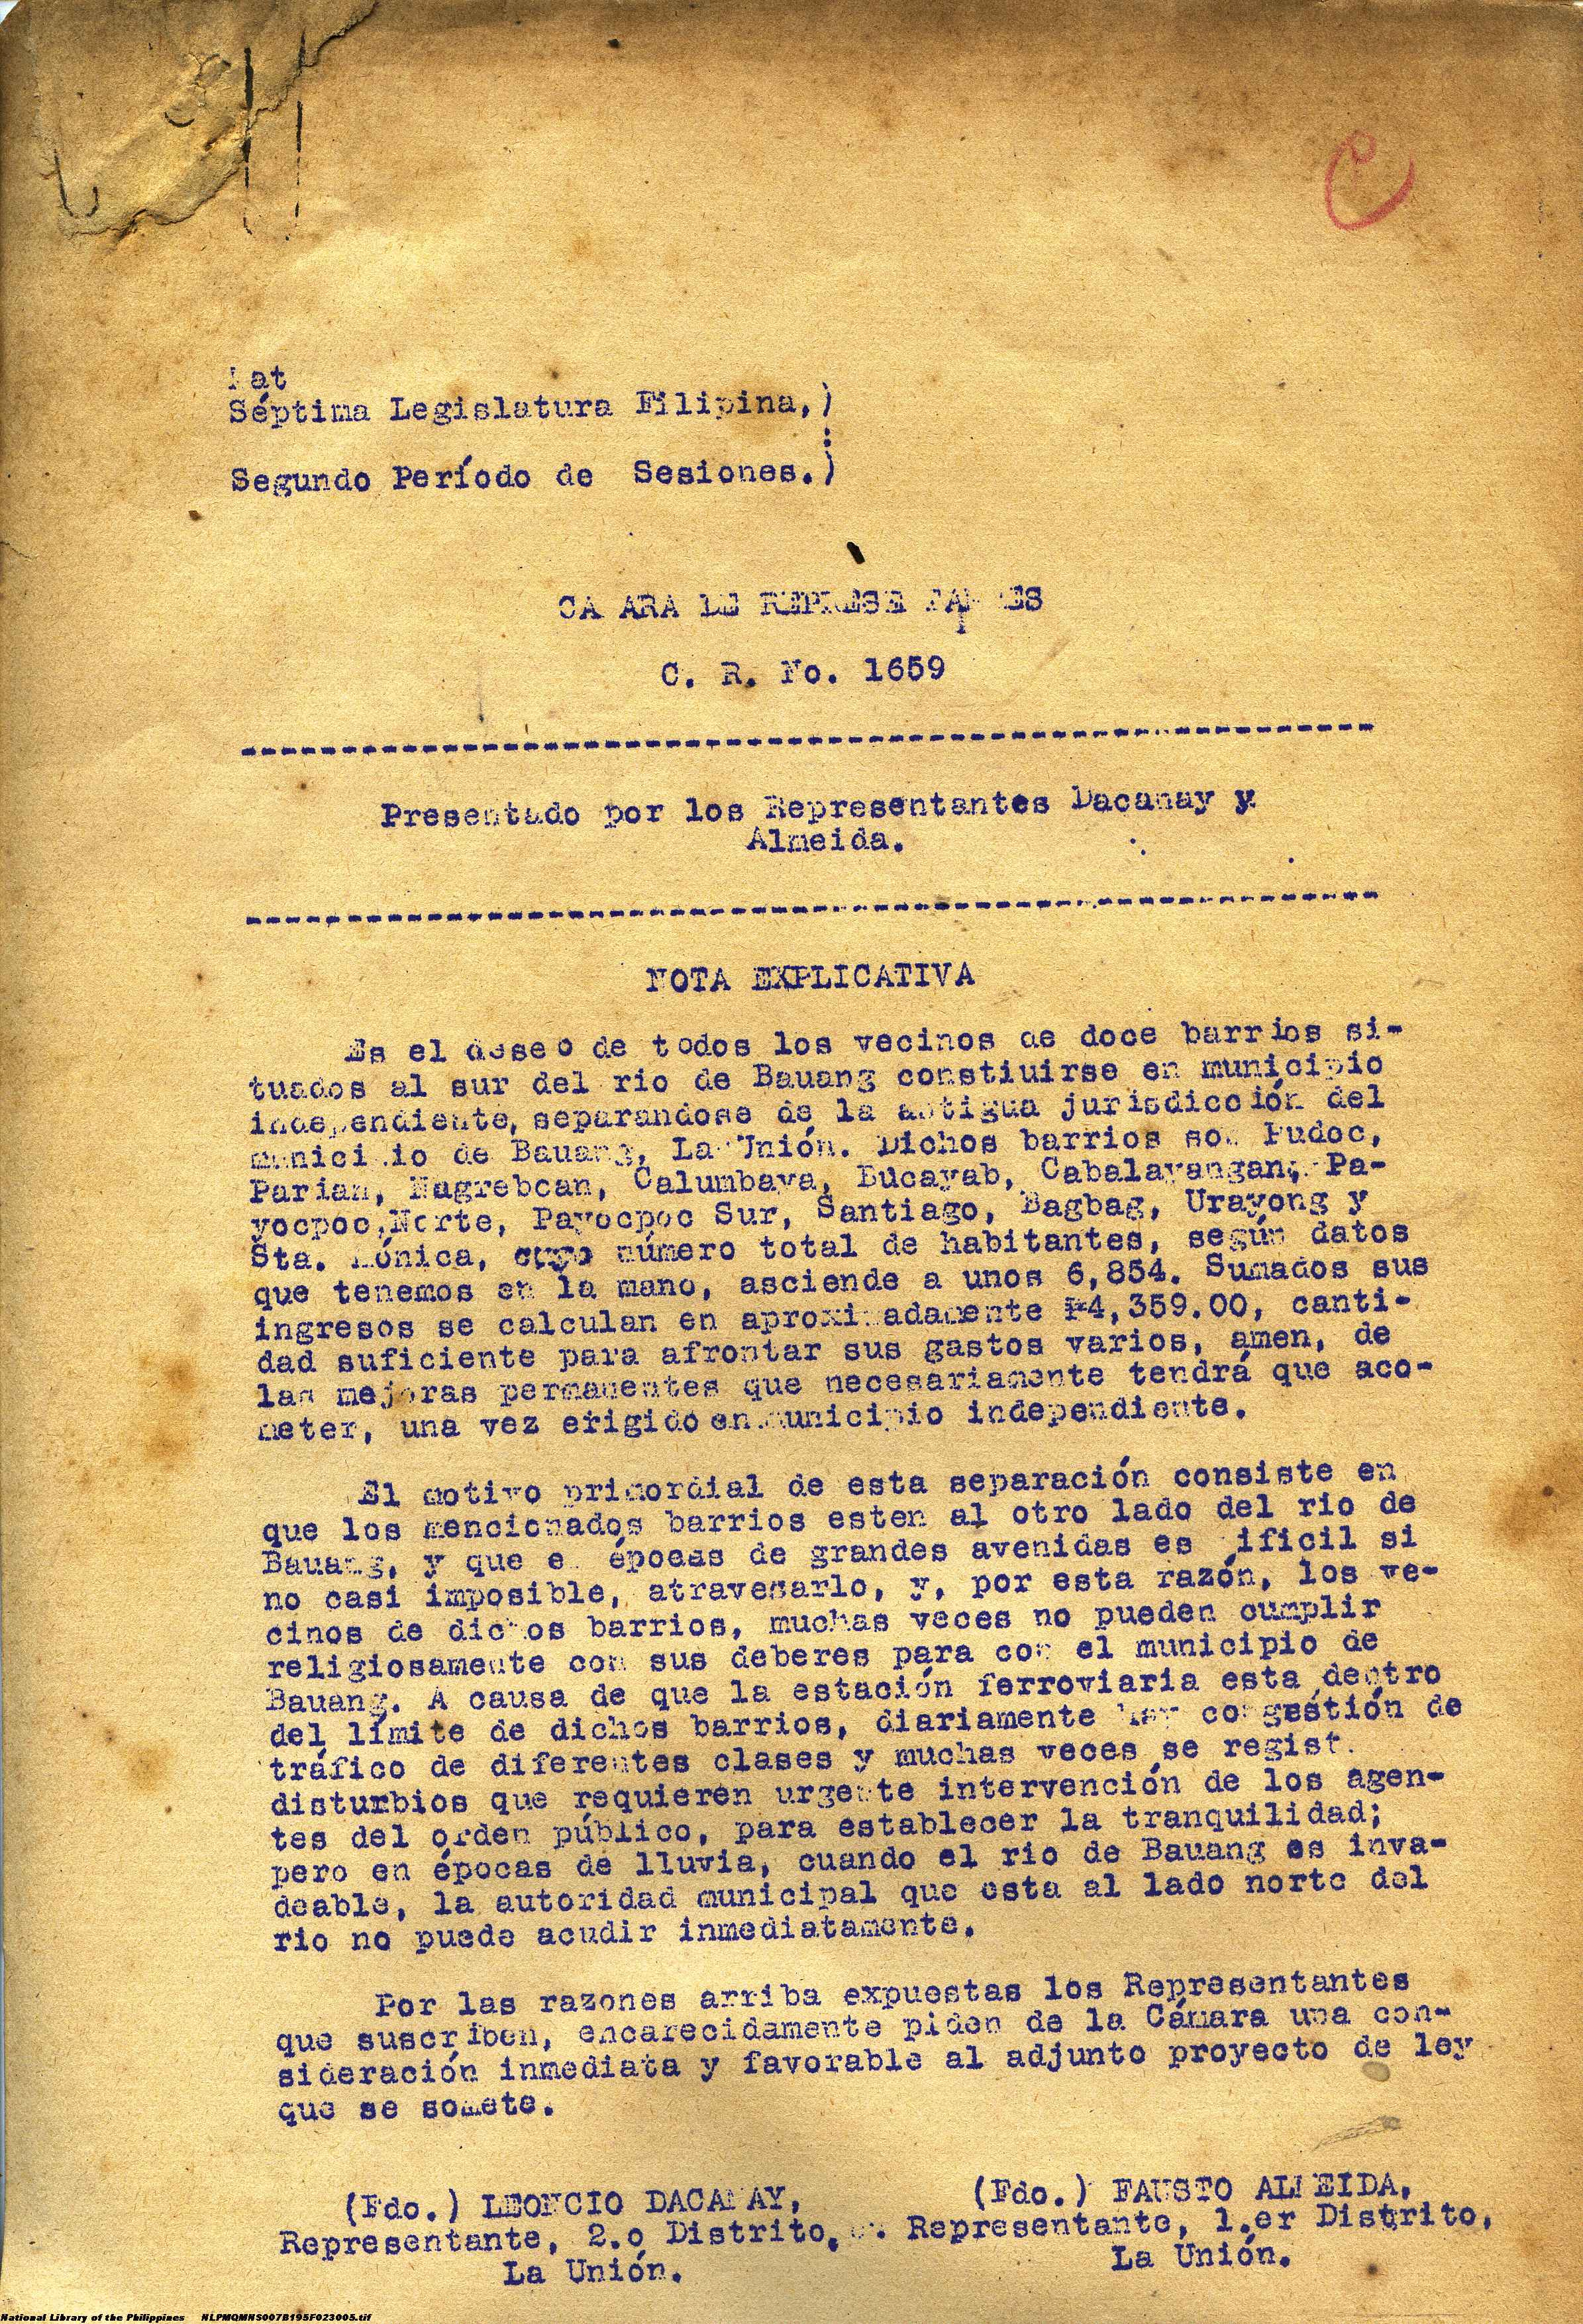 Séptima Legislatura Filipina,)
:
Segundo Período de Sesiones.)
CAMARA DE REPRESENTANTES
C. R. No. 1659
Presentado por los Representantes Dacanay y
Almeida.
NOTA EXPLICATIVA
Es el deseo de todos los vecinos de doce barrios si-
tuados al sur del rio de Bauang constiuirse en municipio
independiente, separandose de la antigua jurisdicción del
municipio de Bauang, La Unión. Dichos barrios son Pudoc,
Parian, Nagrebcan, Calumbaya, Bucayab, Cabalayangan, Pa-
yocpoc Norte, Payocpoc Sur, Santiago, Bagbag, Urayong y
Sta. Mónica, cuyo número total de habitantes, según datos
que tenemos en la mano, asciende a unos 6,854. Sumados sus
ingresos se calculan en aproximadamente ₱4,359.00, canti-
dad suficiente para afrontar sus gastos varios, amen, de
las mejoras permanentes que necesariamente tendrá que aco-
meter, una vez erigido en municipio independiente.
El motivo primordial de esta separación consiste en
que los mencionados barrios esten al otro lado del rio de
Bauang, y que en épocas de grandes avenidas es dificil si
no casi imposible, atravesarlo, y, por esta razón, los ve-
cinos de dichos barrios, muchas veces no pueden cumplir
religiosamente con sus deberes para con el municipio de
Bauang. A causa de que la estación ferroviaria esta dentro
del límite de dichos barrios, diariamente hay congestión de
tráfico de diferentes clases y muchas veces se regist
disturbios que requieren urgente intervención de los agen-
tes del orden público, para establecer la tranquilidad;
pero en épocas de lluvia, cuando el rio de Bauang es inva-
deable, la autoridad municipal que esta al lado norte del
rio no puede acudir inmediatamente.
Por las razones arriba expuestas los Representantes
que suscriben, encarecidamente piden de la Cámara una con-
sideración inmediata y favorable al adjunto proyecto de ley
que se somete.
(Fdo.) LEONCIO DACANAY, (Fdo.) FAUSTO ALMEIDA,
Representante, 2.o Distrito, Representante, 1.er Distrito,
La Unión. La Unión.
National Library of the Philippines NLPMQMNS007B195F023005.tif